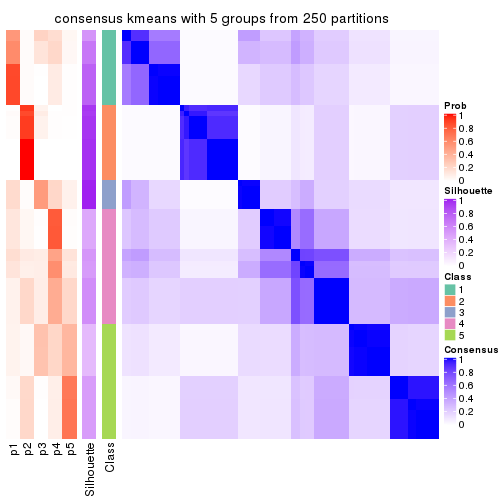 consensus kmeans with 5 groups from 250 partitions
p1
p2
p3
p4
p5
Silhouette
Class
Prob
1
0.8
0.6
0.4
0.2
0
Silhouette
1
0.8
0.6
0.4
0.2
0
Class
1
2
3
4
5
Consensus
1
0.8
0.6
0.4
0.2
0